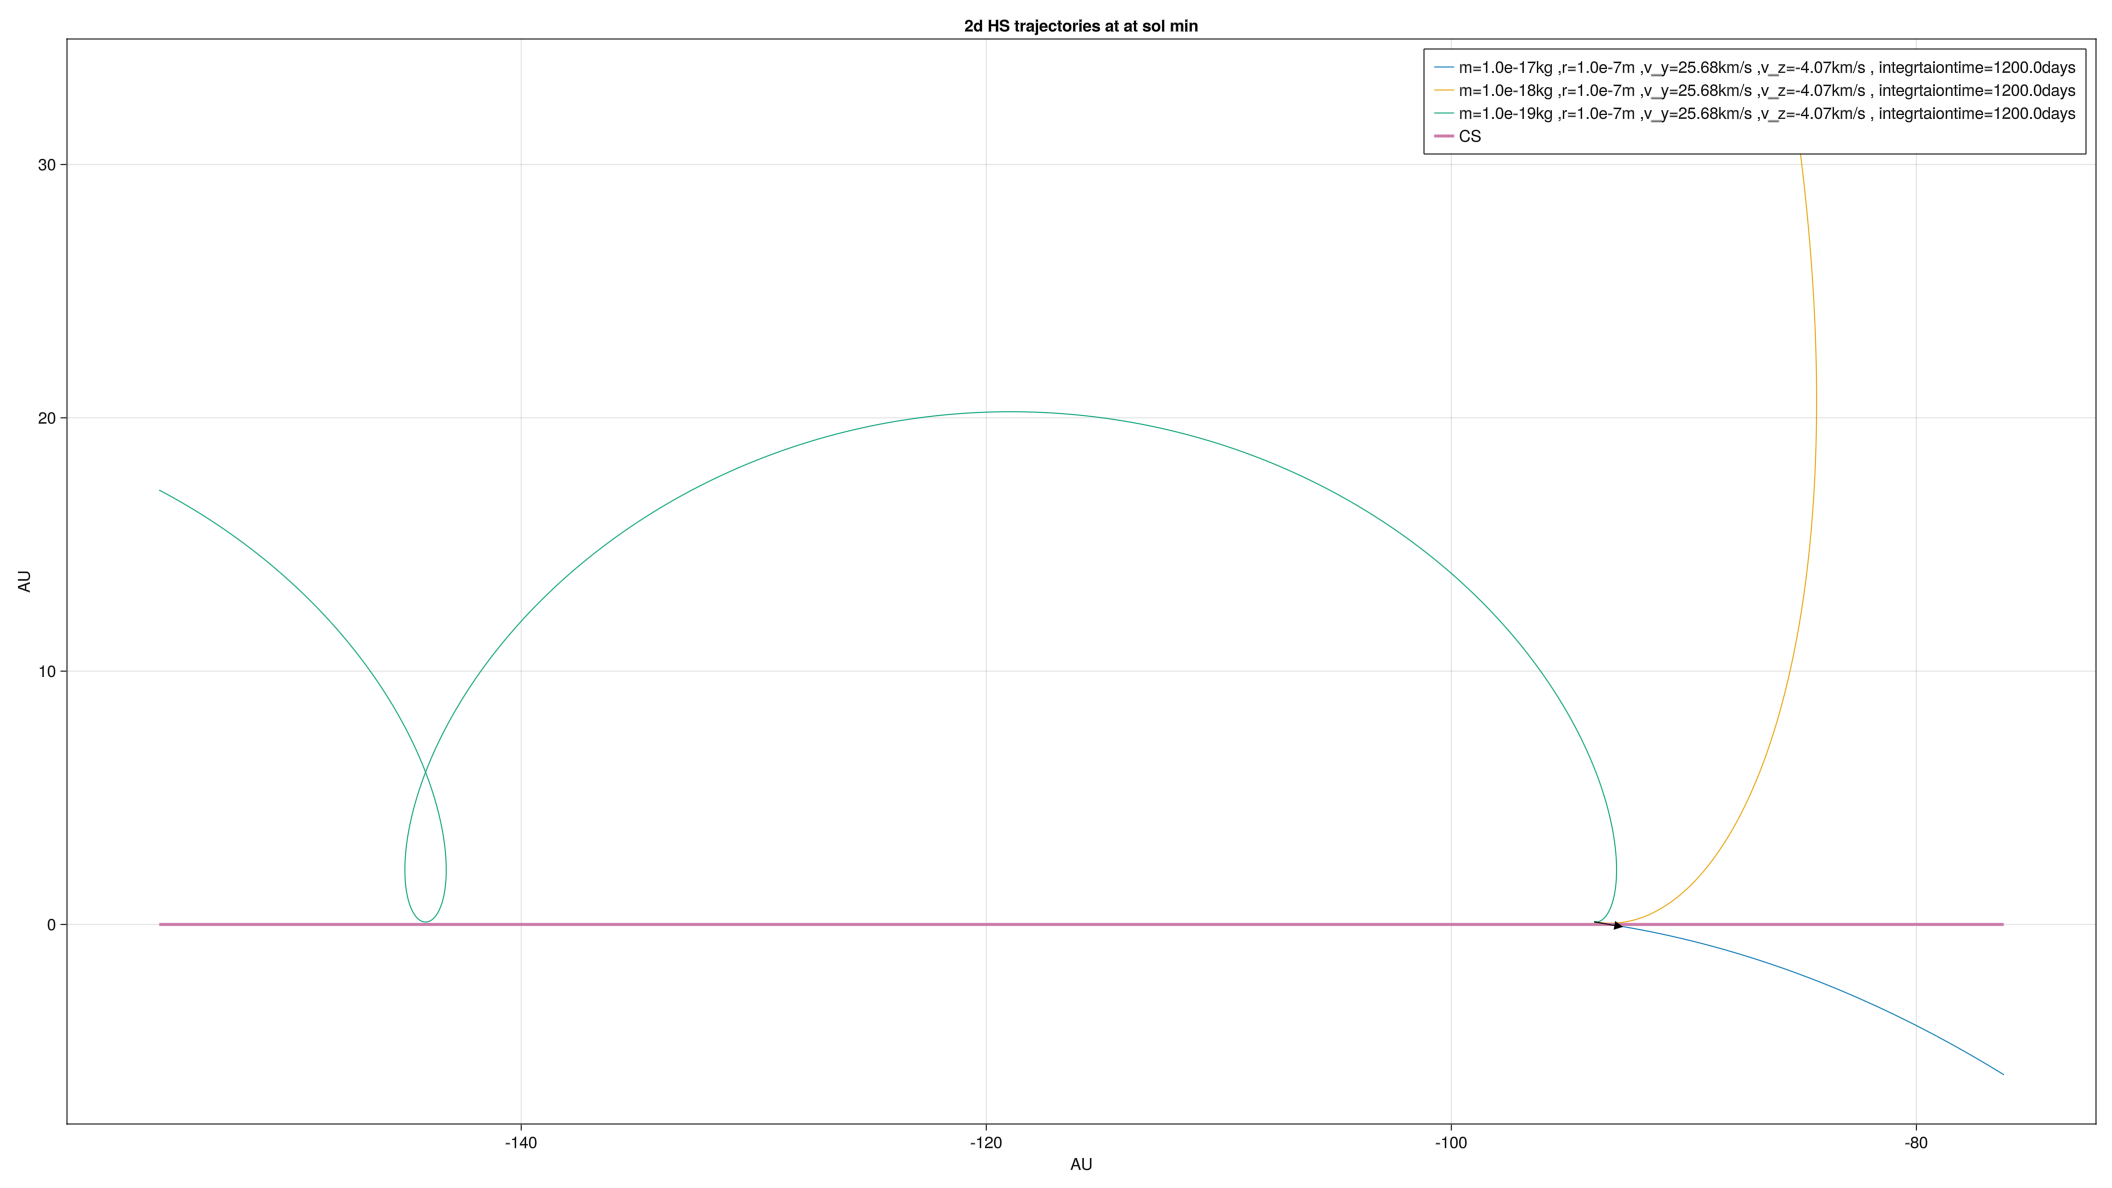 2d HS trajectories at at sol min
m=1.0e-17kg ,r=1.0e-7m ,v_y=25.68km/s ,v_z=-4.07km/s , integrtaiontime=1200.0days
m=1.0e-18kg ,r=1.0e-7m ,v_y=25.68km/s ,v_z=-4.07km/s , integrtaiontime=1200.0days
m=1.0e-19kg ,r=1.0e-7m ,v_y=25.68km/s ,v_z=-4.07km/s , integrtaiontime=1200.0days
CS
30
20
10
0
AU
-140
-120
-100
-80
AU